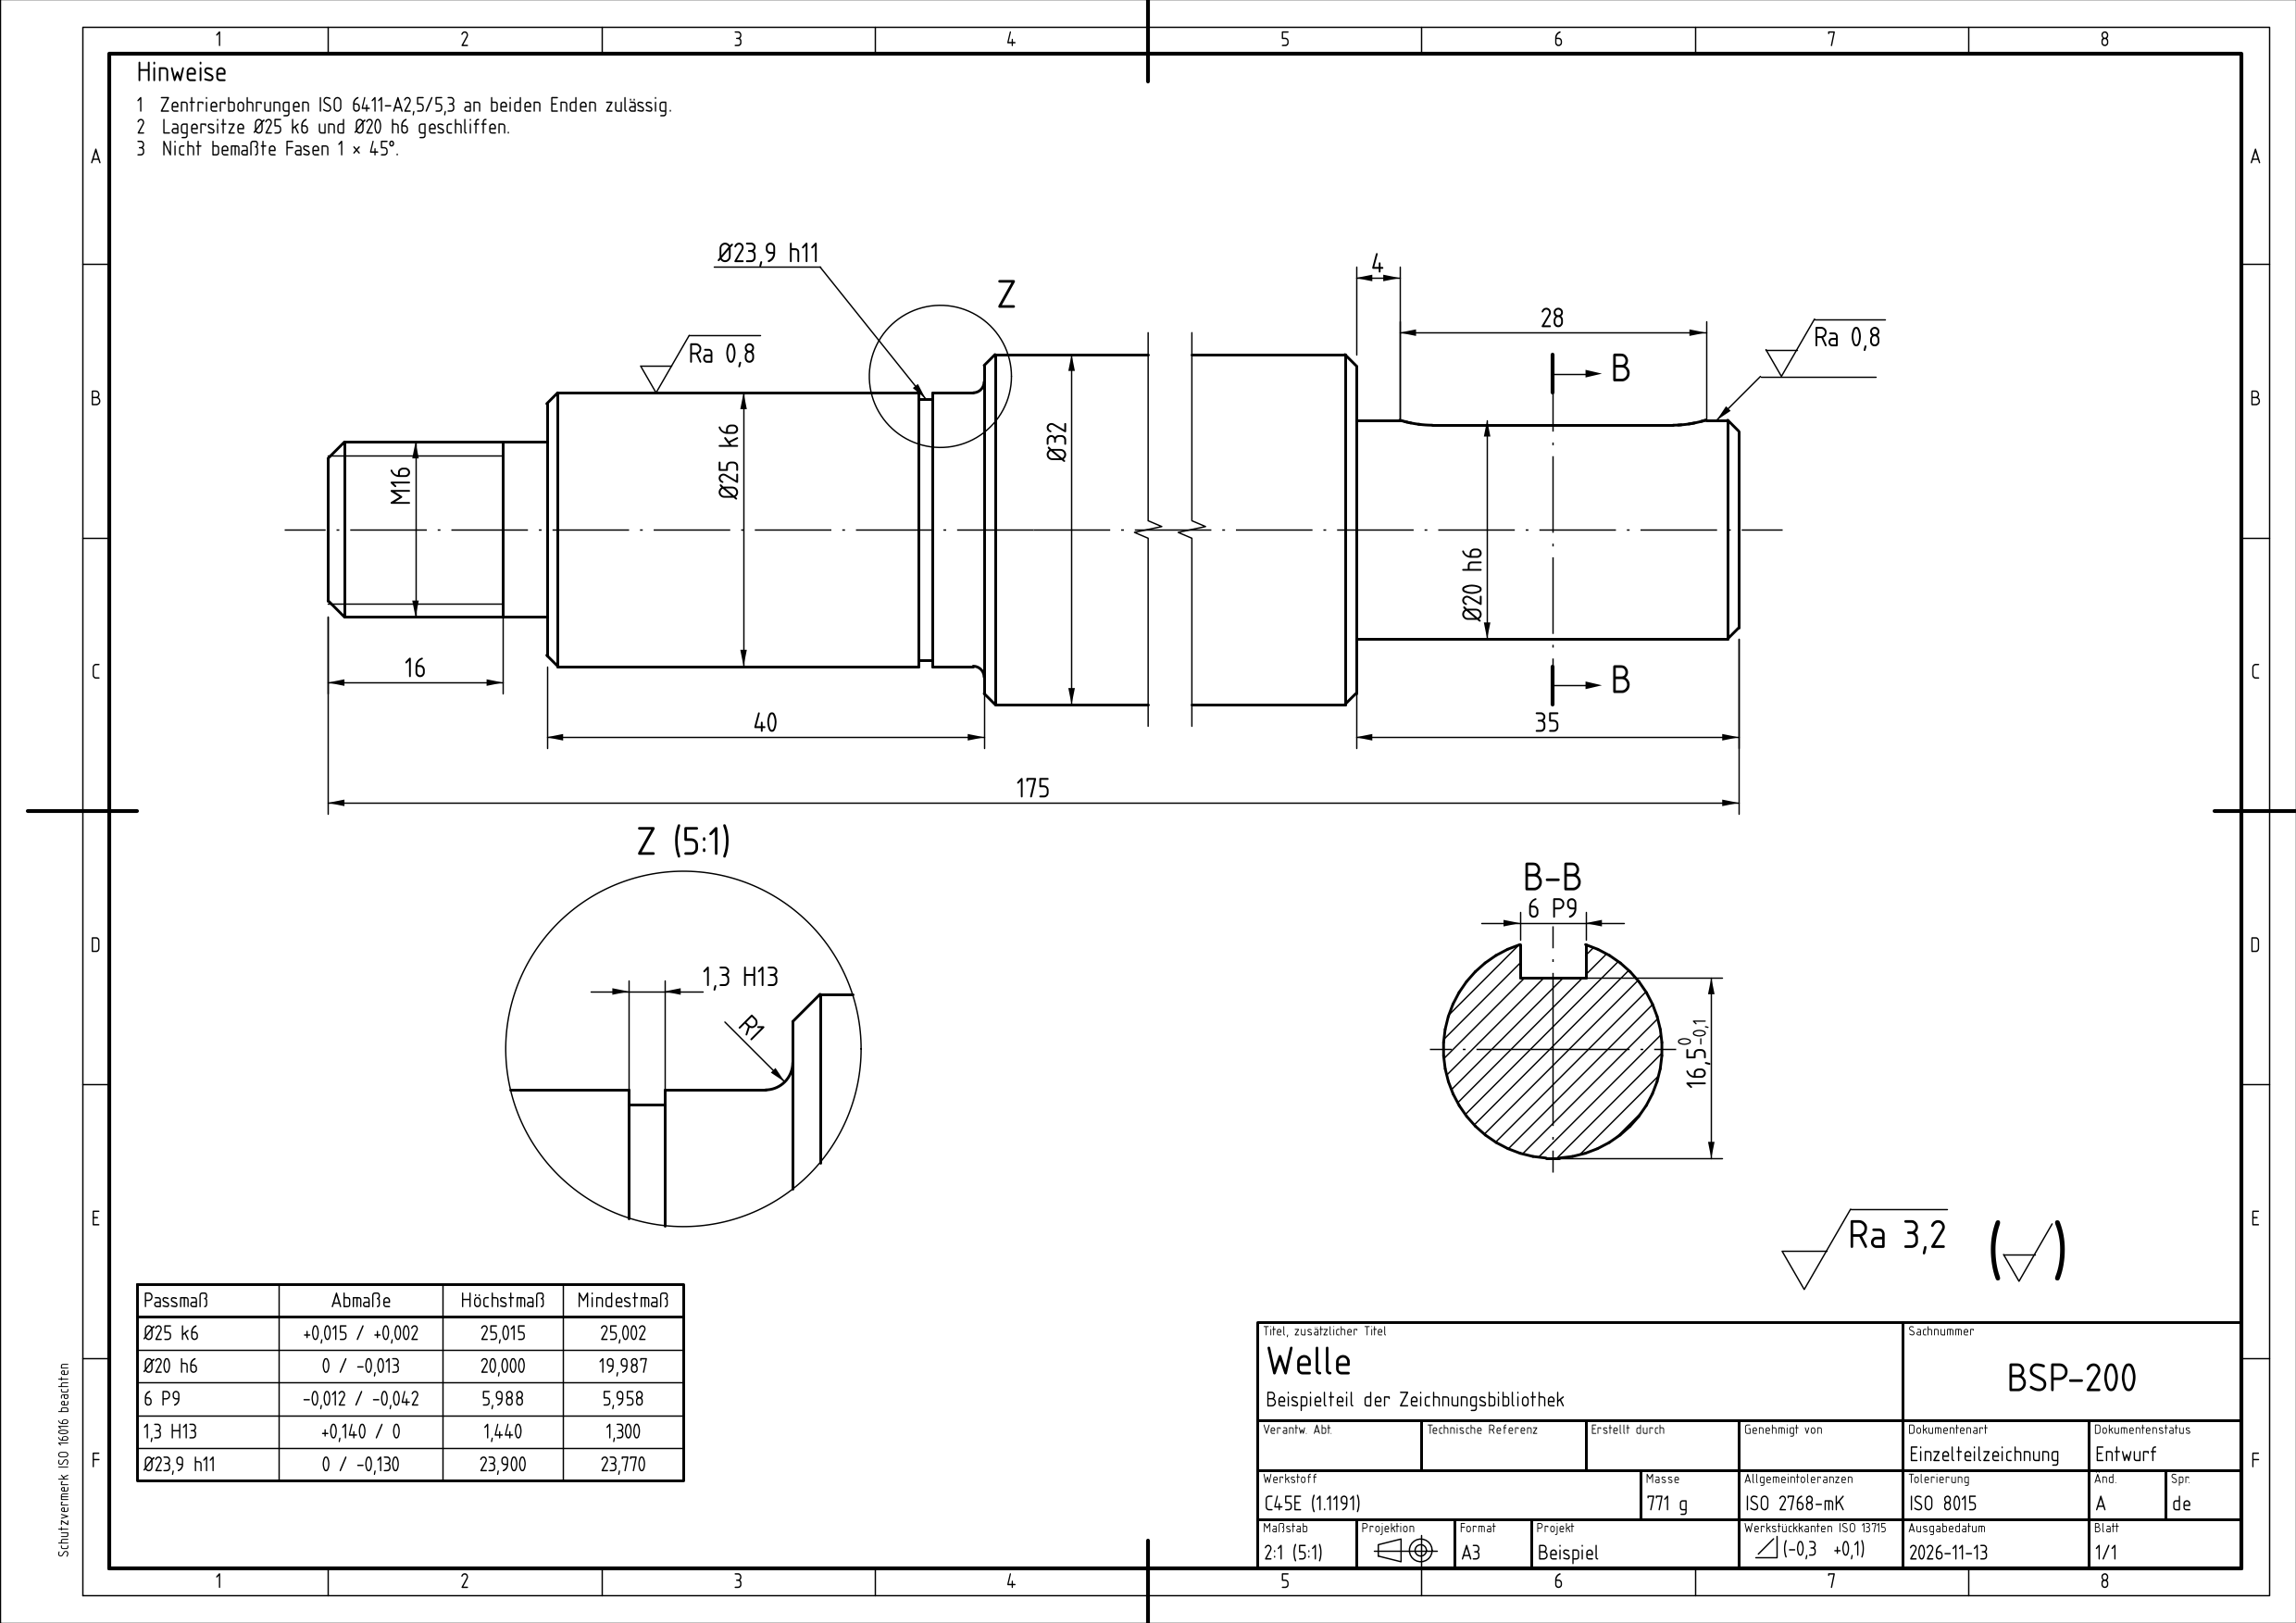 1 2 3 4 5 6 7 8
Hinweise
1 Zentrierbohrungen ISO 6411-A2,5/5,3 an beiden Enden zulässig.
2 Lagersitze Ø25 k6 und Ø20 h6 geschliffen.
3 Nicht bemaßte Fasen 1 × 45°.
A A
Ø23,9 h11
Z
4
28
Ra 0,8
Ra 0,8
B
B B
M16
Ø25 k6
Ø32
Ø20 h6
16
B
C C
40
35
175
Z (5:1)
B-B
6 P9
D D
1,3 H13
R1
16,5 0 -0,1
E E
Ra 3,2
Passmaß Abmaße Höchstmaß Mindestmaß
Ø25 k6 +0,015 / +0,002 25,015 25,002
Ø20 h6 0 / -0,013 20,000 19,987
6 P9 -0,012 / -0,042 5,988 5,958
1,3 H13 +0,140 / 0 1,440 1,300
Ø23,9 h11 0 / -0,130 23,900 23,770
F F
Schutzvermerk ISO 16016 beachten
Titel, zusätzlicher Titel
Welle
Beispielteil der Zeichnungsbibliothek
Sachnummer
BSP-200
Verantw. Abt. Technische Referenz Erstellt durch Genehmigt von Dokumentenart Dokumentenstatus
Einzelteilzeichnung Entwurf
Werkstoff Masse Allgemeintoleranzen Tolerierung Änd. Spr.
C45E (1.1191) 771 g ISO 2768-mK ISO 8015 A de
Maßstab Projektion Format Projekt Werkstückkanten ISO 13715 Ausgabedatum Blatt
2:1 (5:1) A3 Beispiel (-0,3 +0,1) 2026-11-13 1/1
1 2 3 4 5 6 7 8